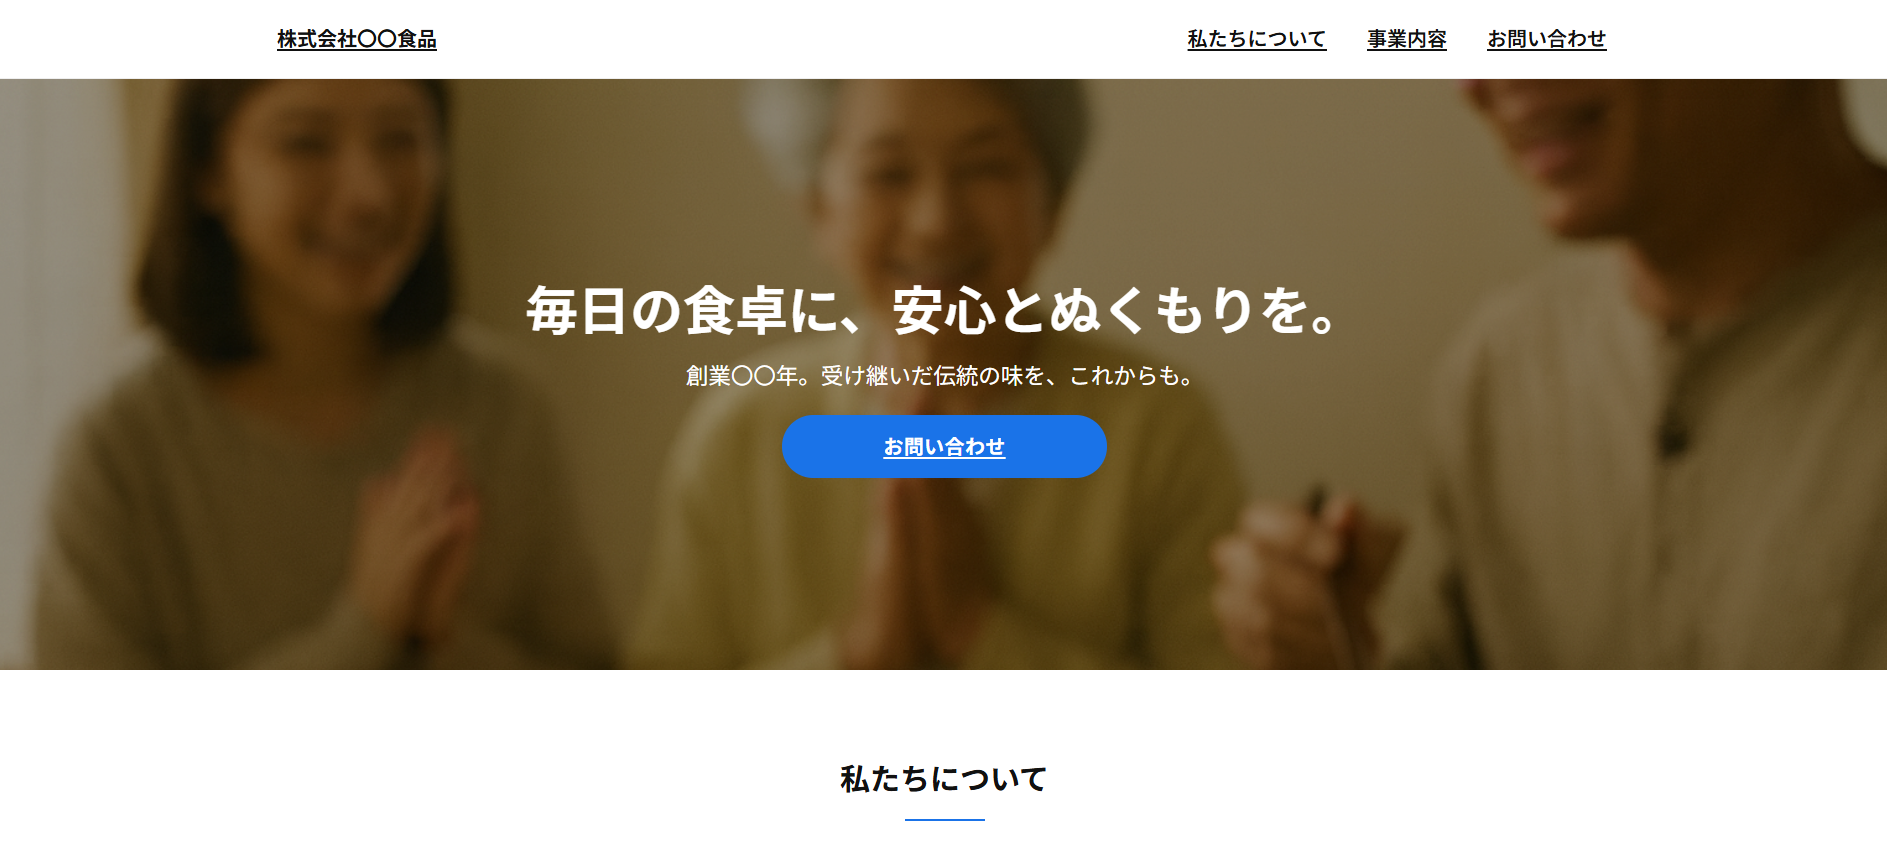 株式会社〇〇食品
私たちについて 事業内容 お問い合わせ
毎日の食卓に、安心とぬくもりを。
創業〇〇年。受け継いだ伝統の味を、これからも。
お問い合わせ
私たちについて